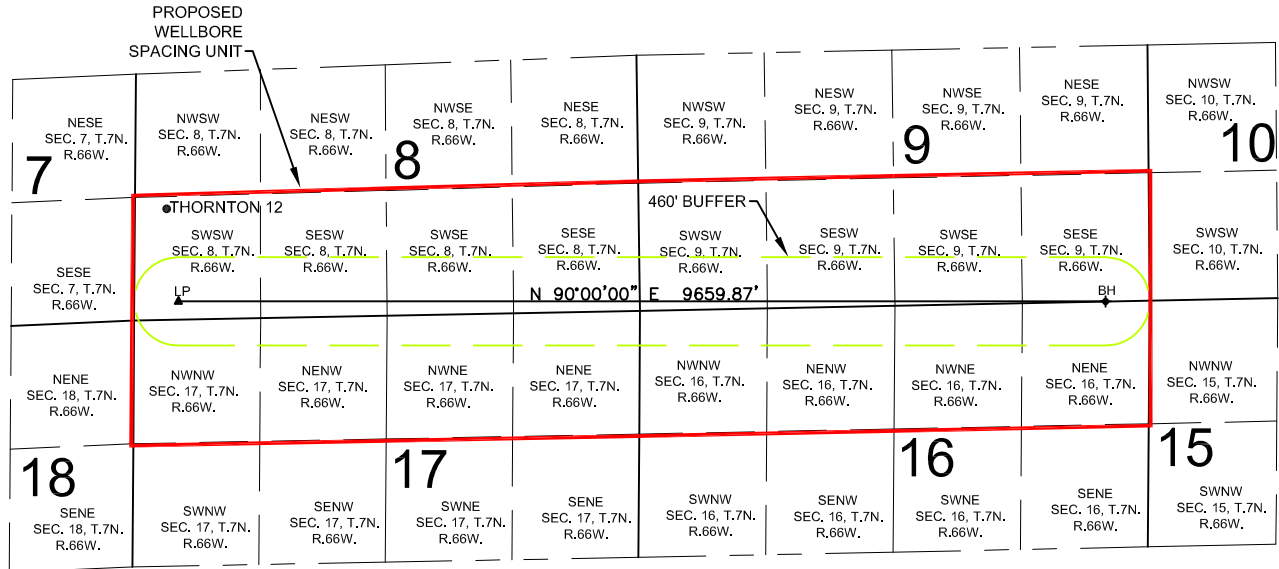 PROPOSED
WELLBORE
SPACING UNIT
NESE
SEC. 7, T.7N.
R.66W.
7
NWSW
SEC. 8, T.7N.
R.66W.
NESW
SEC. 8, T.7N.
R.66W.
8
NWSE
SEC. 8, T.7N.
R.66W.
NESE
SEC. 8, T.7N.
R.66W.
NWSW
SEC. 9, T.7N.
R.66W.
NESW
SEC. 9, T.7N.
R.66W.
9
NWSE
SEC. 9, T.7N.
R.66W.
NESE
SEC. 9, T.7N.
R.66W.
NWSW
SEC. 10, T.7N.
R.66W.
10
THORNTON 12
460' BUFFER
SESE
SEC. 7, T.7N.
R.66W.
SWSW
SEC. 8, T.7N.
R.66W.
SESW
SEC. 8, T.7N.
R.66W.
SWSE
SEC. 8, T.7N.
R.66W.
SESE
SEC. 8, T.7N.
R.66W.
SWSW
SEC. 9, T.7N.
R.66W.
SESW
SEC. 9, T.7N.
R.66W.
SWSE
SEC. 9, T.7N.
R.66W.
SESE
SEC. 9, T.7N.
R.66W.
SWSW
SEC. 10, T.7N.
R.66W.
LP
N 90°00'00" E 9659.87'
BH
NENE
SEC. 18, T.7N.
R.66W.
NWNW
SEC. 17, T.7N.
R.66W.
NENW
SEC. 17, T.7N.
R.66W.
NWNE
SEC. 17, T.7N.
R.66W.
NENE
SEC. 17, T.7N.
R.66W.
NWNW
SEC. 16, T.7N.
R.66W.
NENW
SEC. 16, T.7N.
R.66W.
NWNE
SEC. 16, T.7N.
R.66W.
NENE
SEC. 16, T.7N.
R.66W.
NWNW
SEC. 15, T.7N.
R.66W.
18
17
16
15
SENE
SEC. 18, T.7N.
R.66W.
SWNW
SEC. 17, T.7N.
R.66W.
SENW
SEC. 17, T.7N.
R.66W.
SWNE
SEC. 17, T.7N.
R.66W.
SENE
SEC. 17, T.7N.
R.66W.
SWNW
SEC. 16, T.7N.
R.66W.
SENW
SEC. 16, T.7N.
R.66W.
SWNE
SEC. 16, T.7N.
R.66W.
SENE
SEC. 16, T.7N.
R.66W.
SWNW
SEC. 15, T.7N.
R.66W.